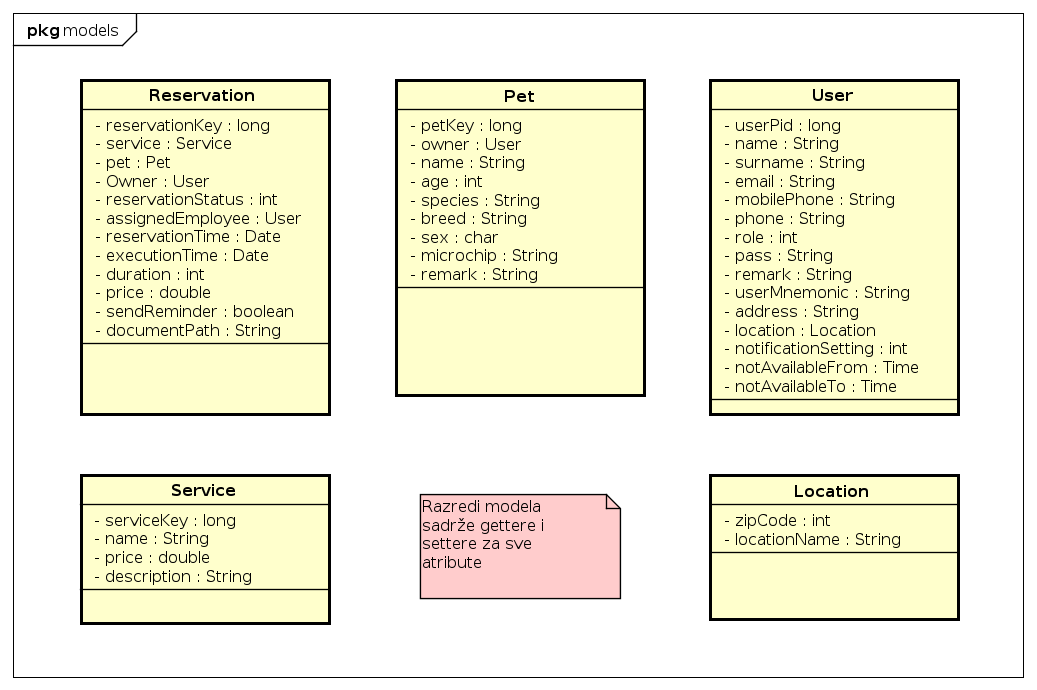 pkg models
Reservation
- reservationKey : long
- service : Service
- pet : Pet
- Owner : User
- reservationStatus : int
- assignedEmployee : User
- reservationTime : Date
- executionTime : Date
- duration : int
- price : double
- sendReminder : boolean
- documentPath : String
Pet
- petKey : long
- owner : User
- name : String
- age : int
- species : String
- breed : String
- sex : char
- microchip : String
- remark : String
User
- userPid : long
- name : String
- surname : String
- email : String
- mobilePhone : String
- phone : String
- role : int
- pass : String
- remark : String
- userMnemonic : String
- address : String
- location : Location
- notificationSetting : int
- notAvailableFrom : Time
- notAvailableTo : Time
Service
- serviceKey : long
- name : String
- price : double
- description : String
Razredi modela
sadrže gettere i
settere za sve
atribute
Location
- zipCode : int
- locationName : String